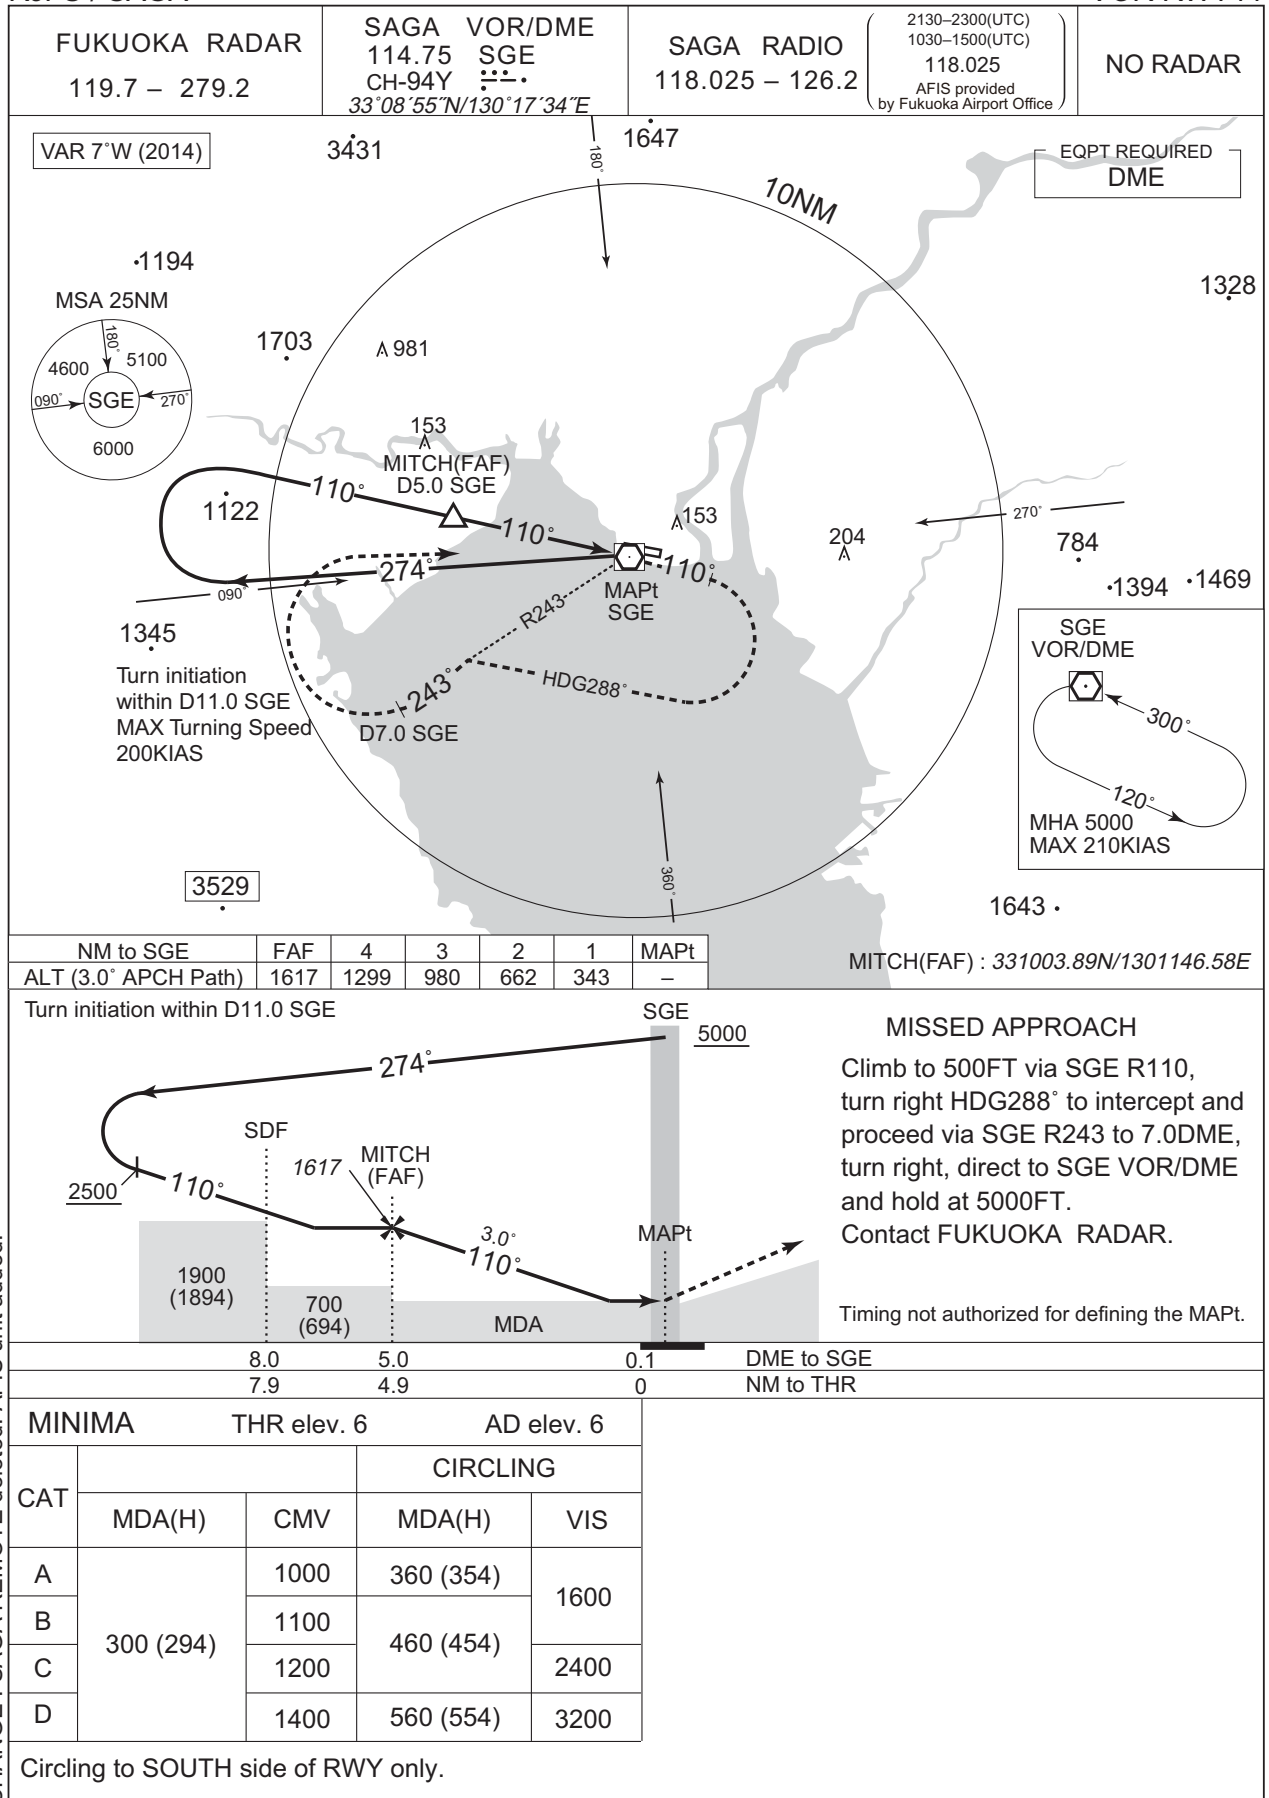 FUKUOKA RADAR
119.7 – 279.2
SAGA VOR/DME
114.75 SGE
CH-94Y
33°08´55˝N/130°17´34˝E
SAGA RADIO
118.025 – 126.2
2130–2300(UTC)
1030–1500(UTC)
118.025
AFIS provided
by Fukuoka Airport Office
NO RADAR
VAR 7°W (2014)
3431
180°
1647
EQPT REQUIRED
DME
10NM
1194
1328
MSA 25NM
180°
4600
5100
090°
SGE
270°
6000
1703
981
153
MITCH(FAF)
D5.0 SGE
110°
1122
110°
153
204
270°
784
274°
110°
MAPt
SGE
090°
1394
1469
R243
1345
243°
HDG288°
Turn initiation
within D11.0 SGE
MAX Turning Speed
200KIAS
D7.0 SGE
SGE
VOR/DME
300°
120°
MHA 5000
MAX 210KIAS
360°
3529
1643
NM to SGE FAF 4 3 2 1 MAPt
ALT (3.0° APCH Path) 1617 1299 980 662 343 –
MITCH(FAF) : 331003.89N/1301146.58E
Turn initiation within D11.0 SGE
SGE
5000
274°
SDF
MITCH
(FAF)
1617
2500
110°
3.0°
110°
MAPt
1900
(1894)
700
(694)
MDA
MISSED APPROACH
Climb to 500FT via SGE R110,
turn right HDG288° to intercept and
proceed via SGE R243 to 7.0DME,
turn right, direct to SGE VOR/DME
and hold at 5000FT.
Contact FUKUOKA RADAR.
Timing not authorized for defining the MAPt.
8.0 5.0 0.1 DME to SGE
7.9 4.9 0 NM to THR
MINIMA THR elev. 6 AD elev. 6
CIRCLING
CAT MDA(H) CMV MDA(H) VIS
A 300 (294) 1000 360 (354) 1600
B 1100 460 (454)
C 1200 2400
D 1400 560 (554) 3200
Circling to SOUTH side of RWY only.